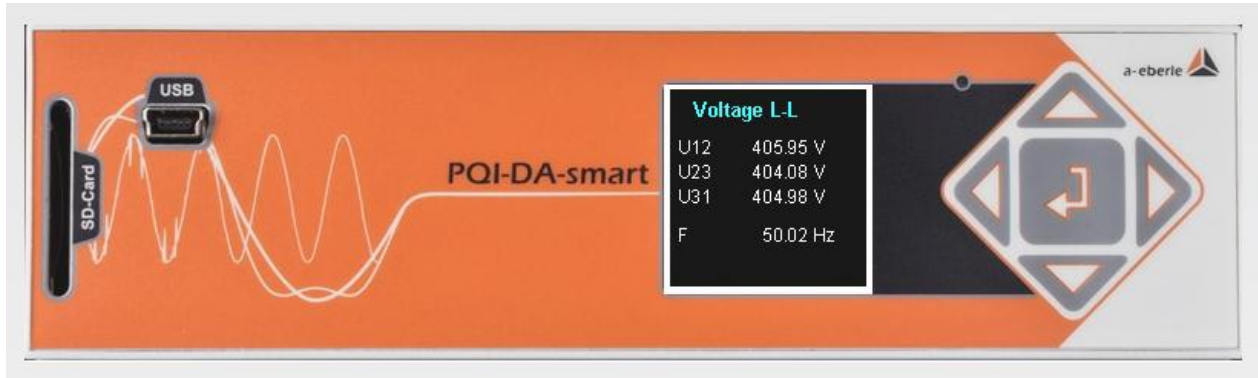 USB
SD-Card
PQI-DA-smart
Voltage L-L
U12 405.95 V
U23 404.08 V
U31 404.98 V
F 50.02 Hz
a-eberle